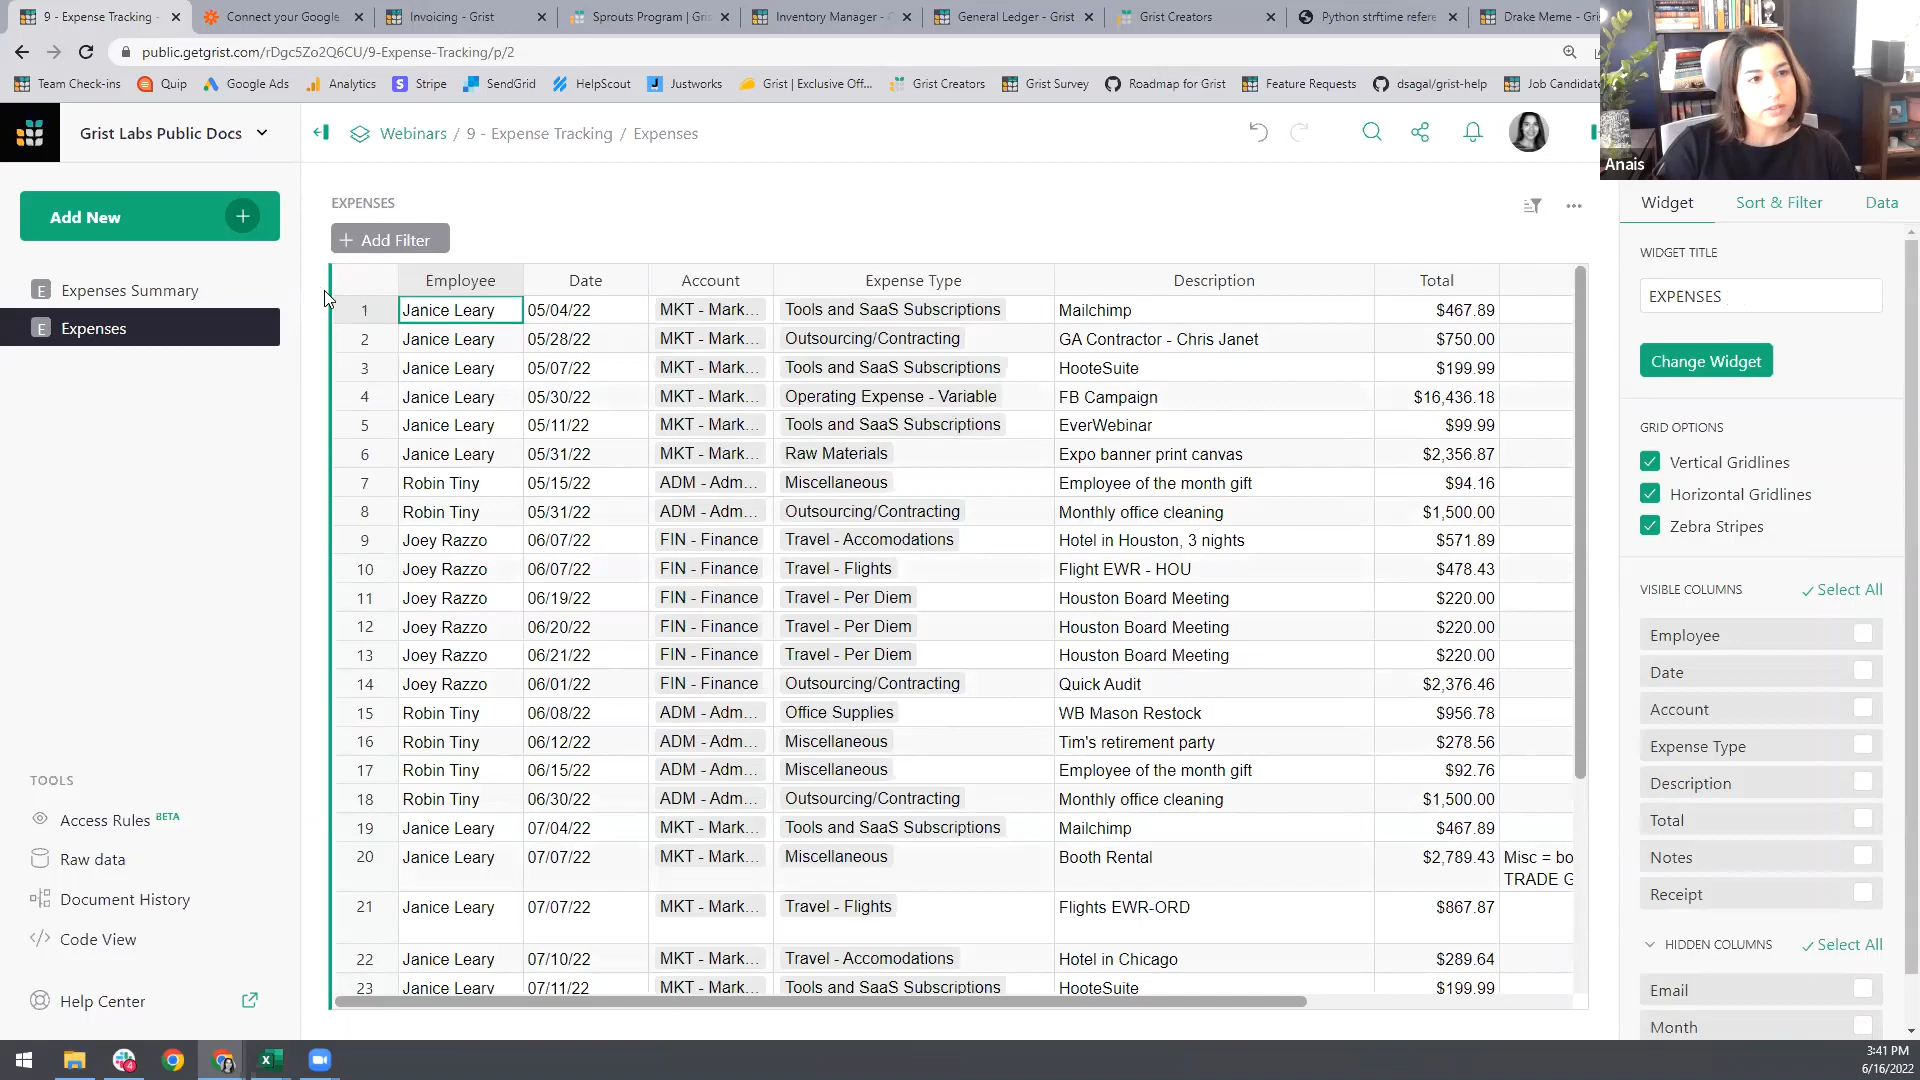 9 - Expense Tracking -
Connect your Google
Invoicing - Grist
Sprouts Program | Gris
Inventory Manager -
General Ledger - Grist
Grist Creators
Python strftime refere
Drake Meme - Gri
public.getgrist.com/rDgc5Zo2Q6CU/9-Expense-Tracking/p/2
Team Check-ins
Quip
Google Ads
Analytics
Stripe
SendGrid
HelpScout
Justworks
Grist | Exclusive Off...
Grist Creators
Grist Survey
Roadmap for Grist
Feature Requests
dsagal/grist-help
Job Candidate
Anais
Grist Labs Public Docs
Webinars / 9 - Expense Tracking / Expenses
Add New
Expenses Summary
Expenses
TOOLS
Access Rules BETA
Raw data
Document History
Code View
Help Center
EXPENSES
+ Add Filter
Employee Date Account Expense Type Description Total
1 Janice Leary 05/04/22 MKT - Mark... Tools and SaaS Subscriptions Mailchimp $467.89
2 Janice Leary 05/28/22 MKT - Mark... Outsourcing/Contracting GA Contractor - Chris Janet $750.00
3 Janice Leary 05/07/22 MKT - Mark... Tools and SaaS Subscriptions HooteSuite $199.99
4 Janice Leary 05/30/22 MKT - Mark... Operating Expense - Variable FB Campaign $16,436.18
5 Janice Leary 05/11/22 MKT - Mark... Tools and SaaS Subscriptions EverWebinar $99.99
6 Janice Leary 05/31/22 MKT - Mark... Raw Materials Expo banner print canvas $2,356.87
7 Robin Tiny 05/15/22 ADM - Adm... Miscellaneous Employee of the month gift $94.16
8 Robin Tiny 05/31/22 ADM - Adm... Outsourcing/Contracting Monthly office cleaning $1,500.00
9 Joey Razzo 06/07/22 FIN - Finance Travel - Accomodations Hotel in Houston, 3 nights $571.89
10 Joey Razzo 06/07/22 FIN - Finance Travel - Flights Flight EWR - HOU $478.43
11 Joey Razzo 06/19/22 FIN - Finance Travel - Per Diem Houston Board Meeting $220.00
12 Joey Razzo 06/20/22 FIN - Finance Travel - Per Diem Houston Board Meeting $220.00
13 Joey Razzo 06/21/22 FIN - Finance Travel - Per Diem Houston Board Meeting $220.00
14 Joey Razzo 06/01/22 FIN - Finance Outsourcing/Contracting Quick Audit $2,376.46
15 Robin Tiny 06/08/22 ADM - Adm... Office Supplies WB Mason Restock $956.78
16 Robin Tiny 06/12/22 ADM - Adm... Miscellaneous Tim's retirement party $278.56
17 Robin Tiny 06/15/22 ADM - Adm... Miscellaneous Employee of the month gift $92.76
18 Robin Tiny 06/30/22 ADM - Adm... Outsourcing/Contracting Monthly office cleaning $1,500.00
19 Janice Leary 07/04/22 MKT - Mark... Tools and SaaS Subscriptions Mailchimp $467.89
20 Janice Leary 07/07/22 MKT - Mark... Miscellaneous Booth Rental $2,789.43 Misc = bo
TRADE G
21 Janice Leary 07/07/22 MKT - Mark... Travel - Flights Flights EWR-ORD $867.87
22 Janice Leary 07/10/22 MKT - Mark... Travel - Accomodations Hotel in Chicago $289.64
23 Janice Leary 07/11/22 MKT - Mark... Tools and SaaS Subscriptions HooteSuite $199.99
Widget Sort & Filter Data
WIDGET TITLE
EXPENSES
Change Widget
GRID OPTIONS
Vertical Gridlines
Horizontal Gridlines
Zebra Stripes
VISIBLE COLUMNS Select All
Employee
Date
Account
Expense Type
Description
Total
Notes
Receipt
HIDDEN COLUMNS Select All
Email
Month
3:41 PM
6/16/2022